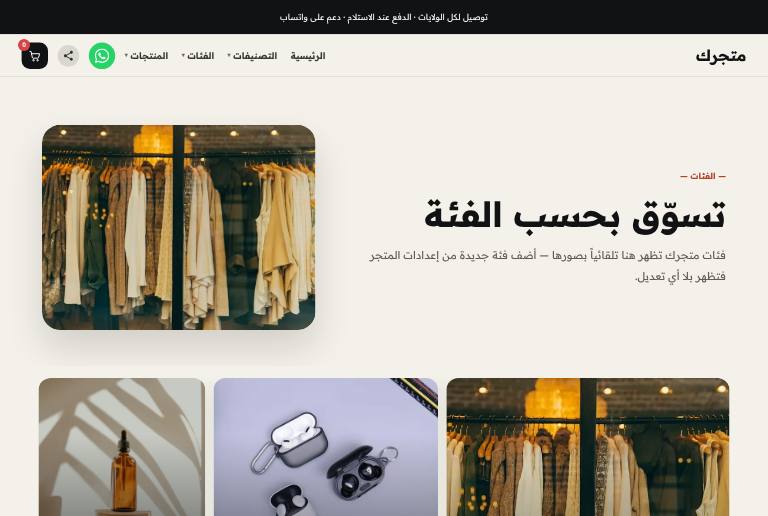 توصيل لكل الولايات · الدفع عند الاستلام · دعم على واتساب
متجرك
الرئيسية
التصنيفات
الفئات
المنتجات
0
— الفئات —
تسوّق بحسب الفئة
فئات متجرك تظهر هنا تلقائياً بصورها — أضف فئة جديدة من إعدادات المتجر
فتظهر بلا أي تعديل.